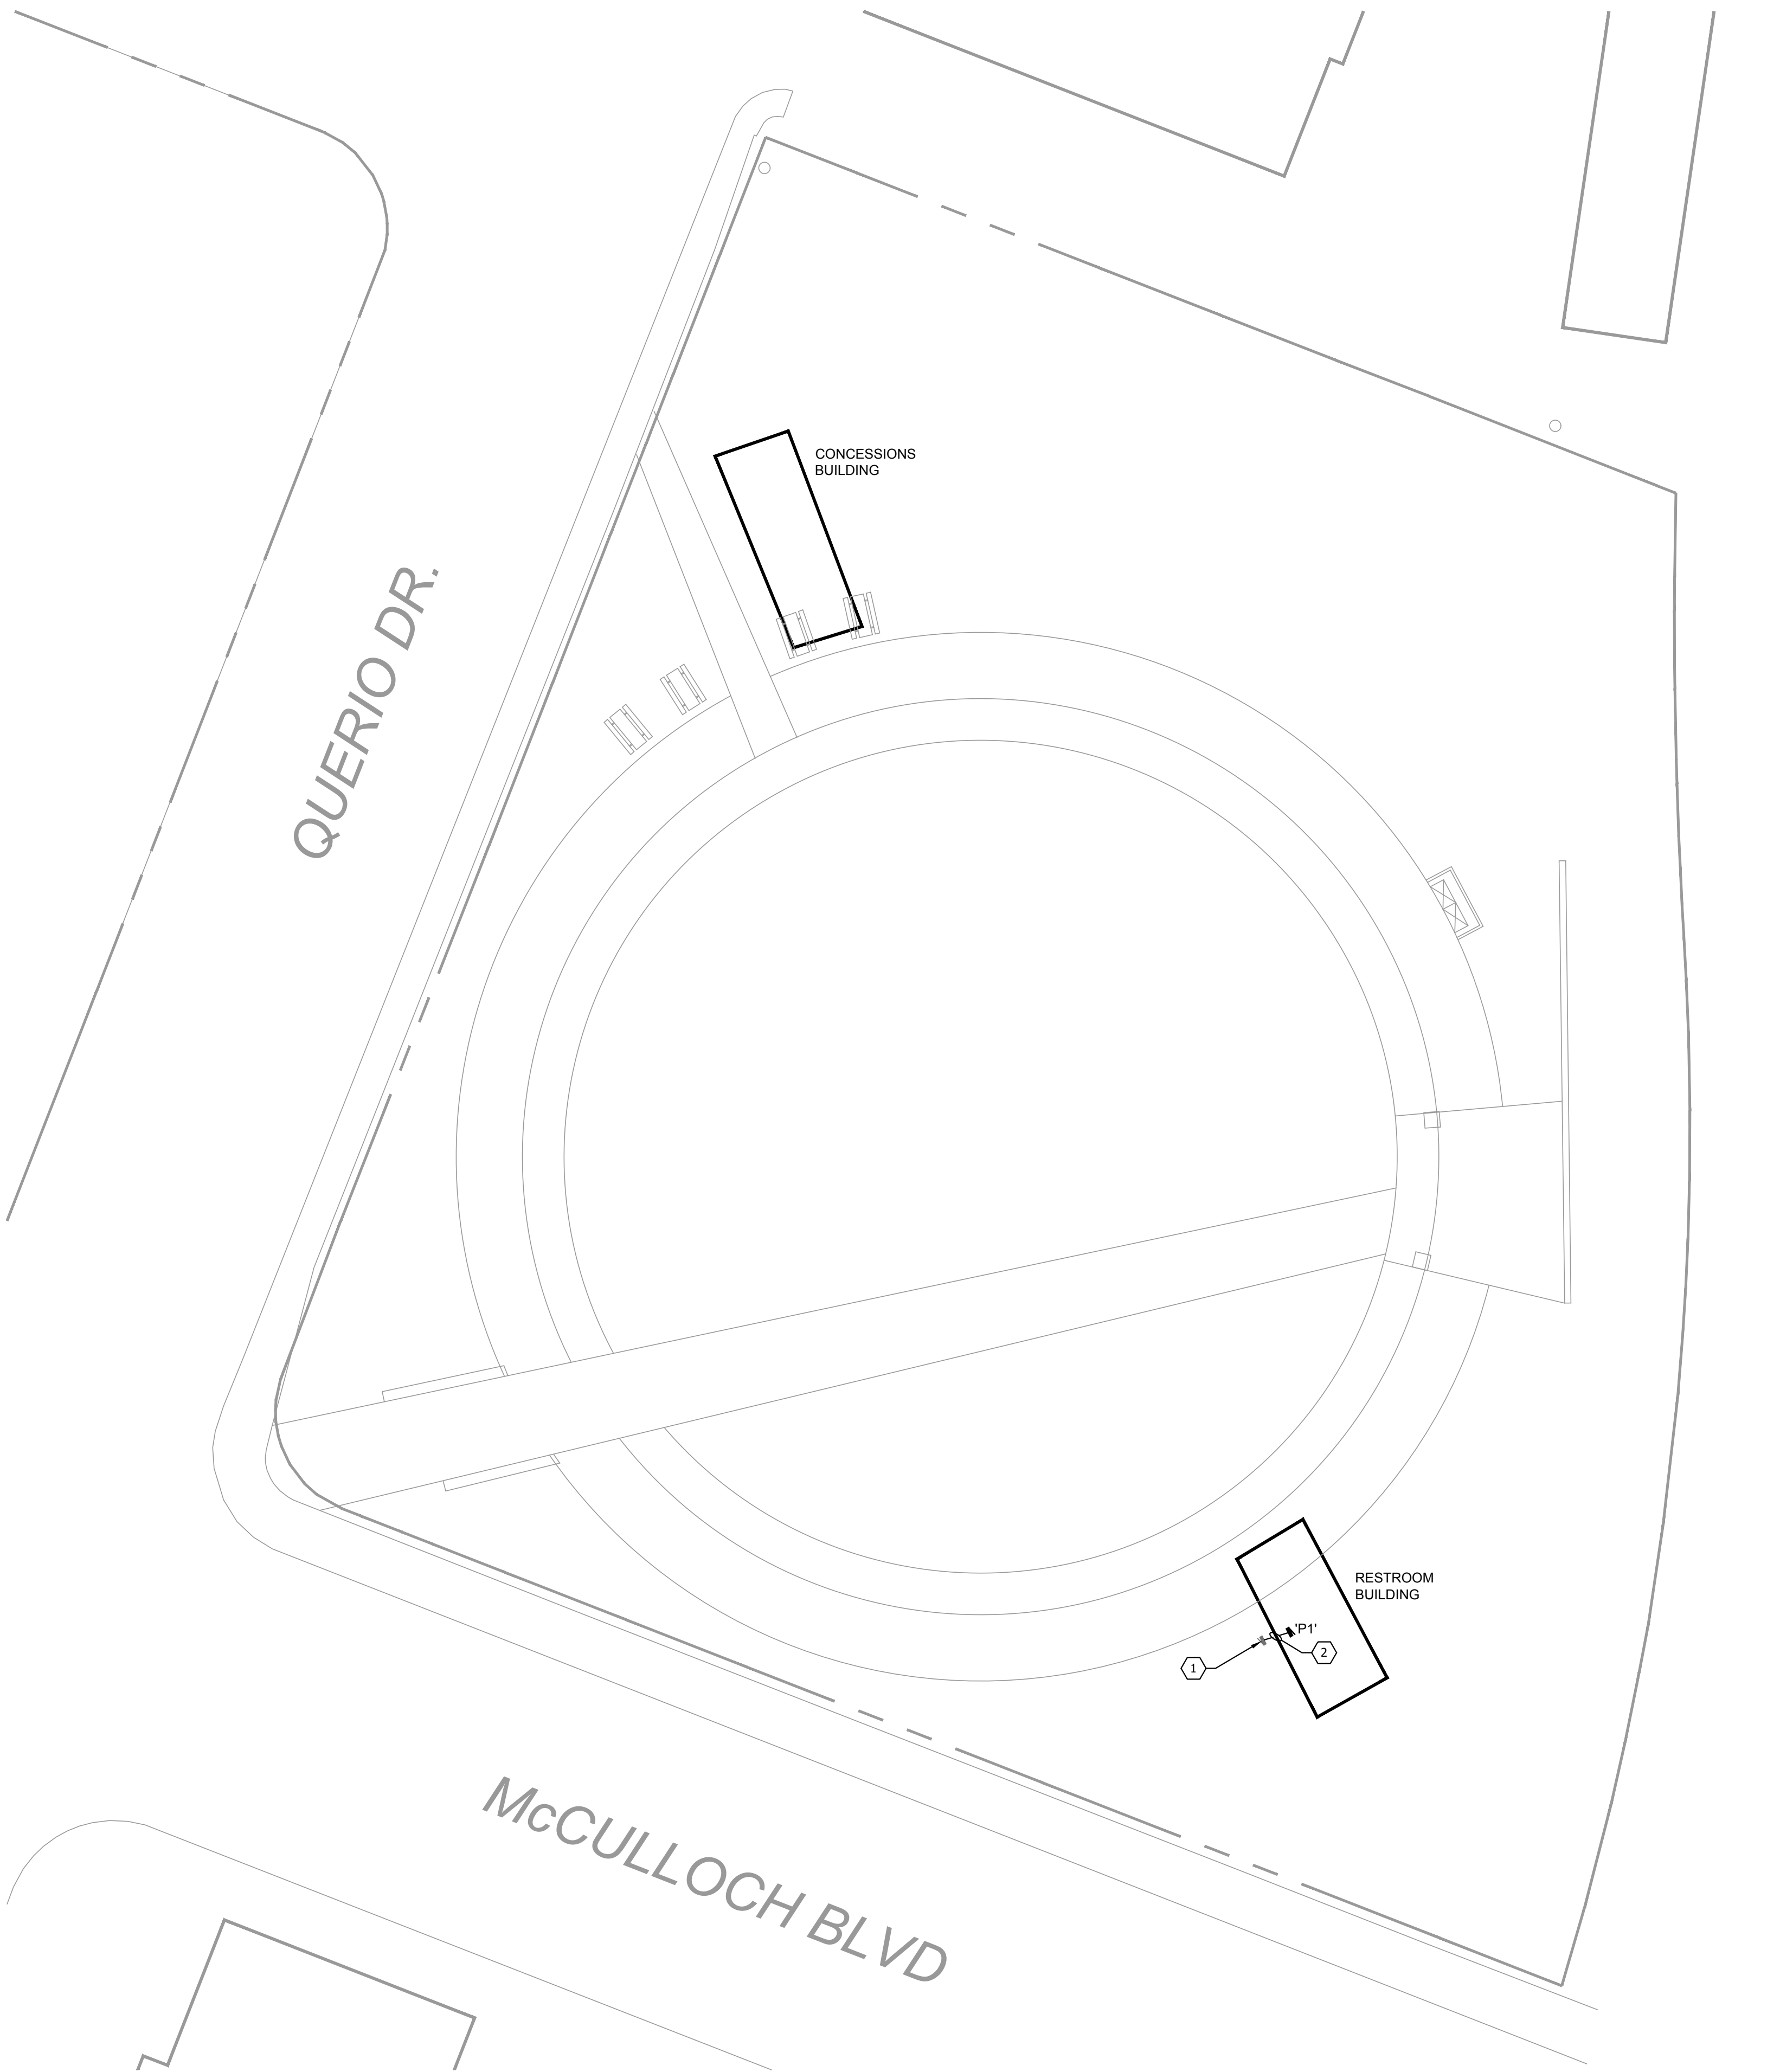 CONCESSIONS
BUILDING
QUERIO DR.
RESTROOM
BUILDING
'P1'
2
1
McCULLOCH BLVD